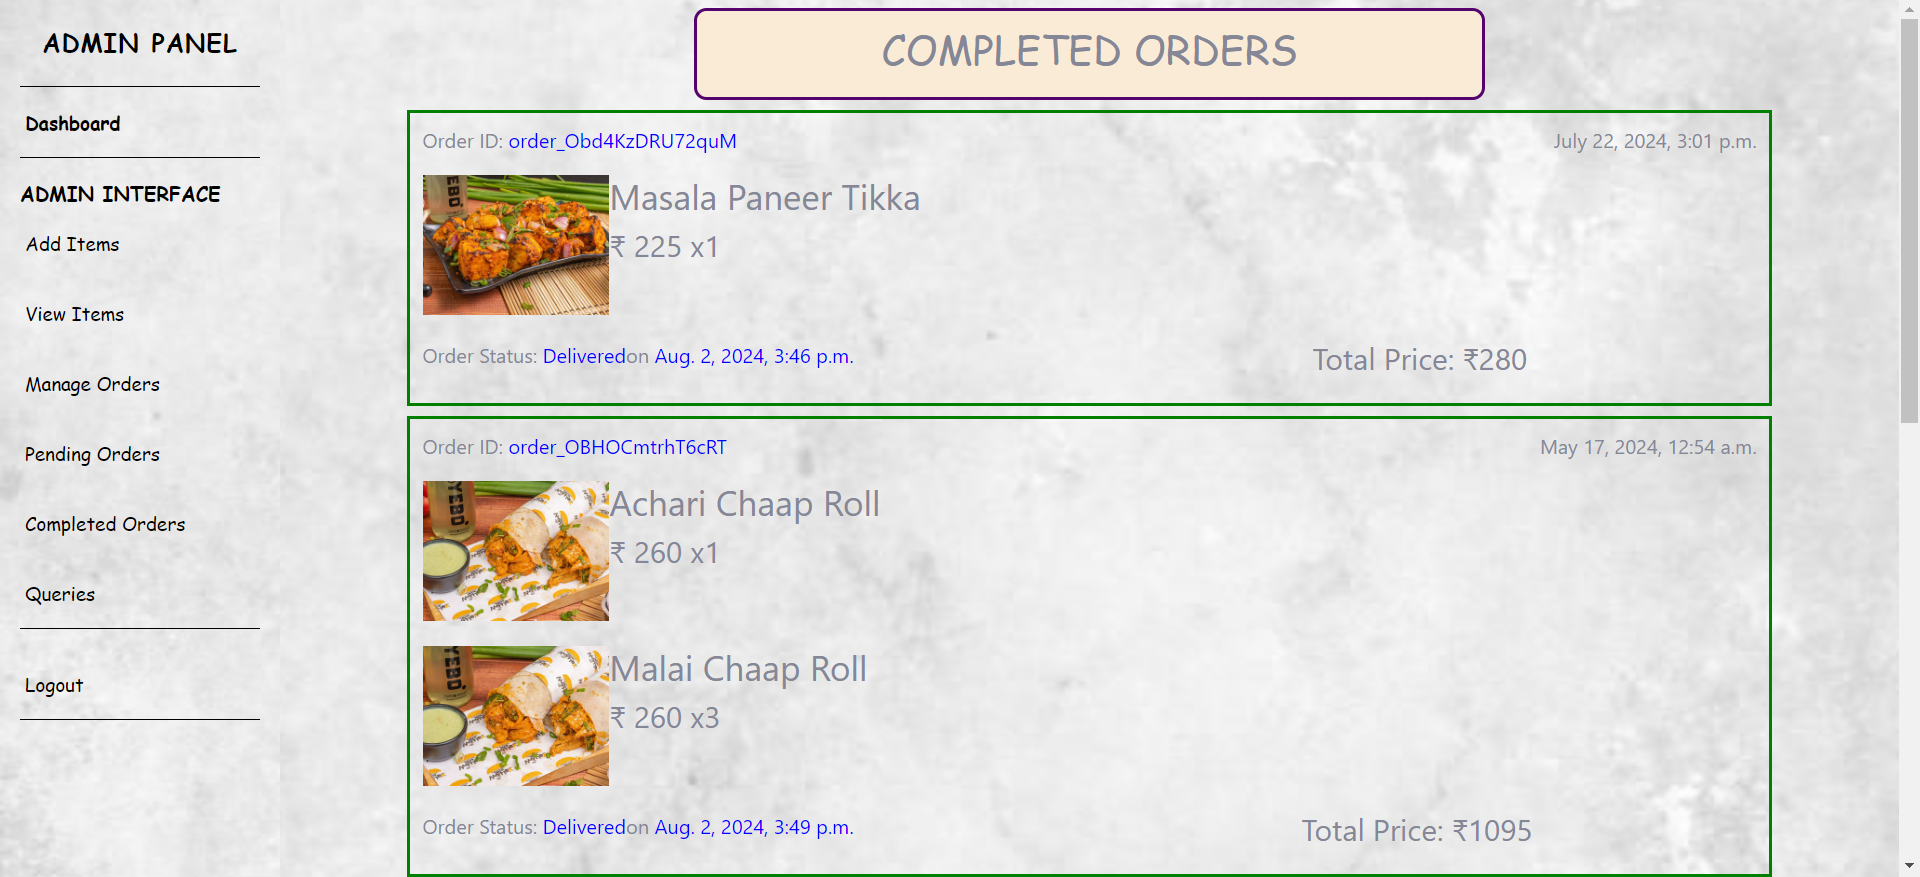 ADMIN PANEL
Dashboard
ADMIN INTERFACE
Add Items
View Items
Manage Orders
Pending Orders
Completed Orders
Queries
Logout
COMPLETED ORDERS
Order ID: order_Obd4KzDRU72quM
July 22, 2024, 3:01 p.m.
Masala Paneer Tikka
₹ 225 x1
Order Status: Deliveredon Aug. 2, 2024, 3:46 p.m.
Total Price: ₹280
Order ID: order_OBHOCmtrhT6cRT
May 17, 2024, 12:54 a.m.
YEBO
Achari Chaap Roll
₹ 260 x1
YEBO
Malai Chaap Roll
₹ 260 x3
Order Status: Deliveredon Aug. 2, 2024, 3:49 p.m.
Total Price: ₹1095